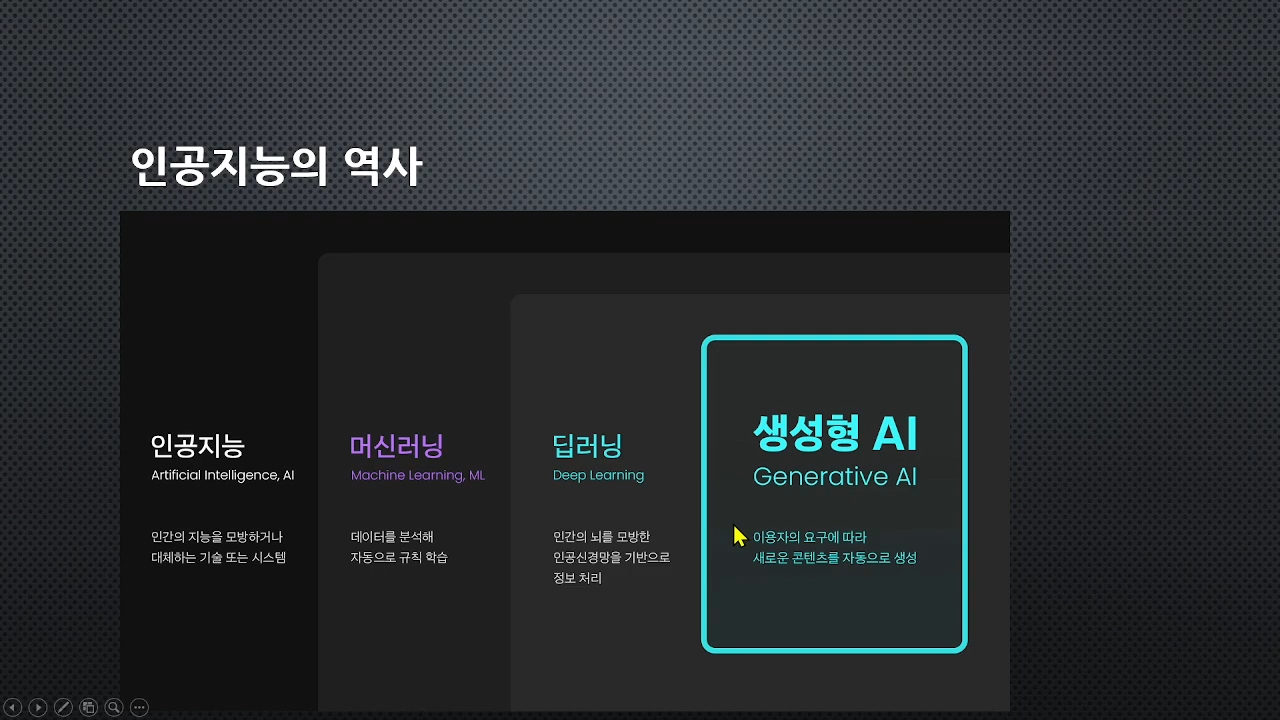 인공지능의 역사
인공지능
Artificial Intelligence, AI
인간의 지능을 모방하거나
대체하는 기술 또는 시스템
머신러닝
Machine Learning, ML
데이터를 분석해
자동으로 규칙 학습
딥러닝
Deep Learning
인간의 뇌를 모방한
인공신경망을 기반으로
정보 처리
생성형 AI
Generative AI
이용자의 요구에 따라
새로운 콘텐츠를 자동으로 생성